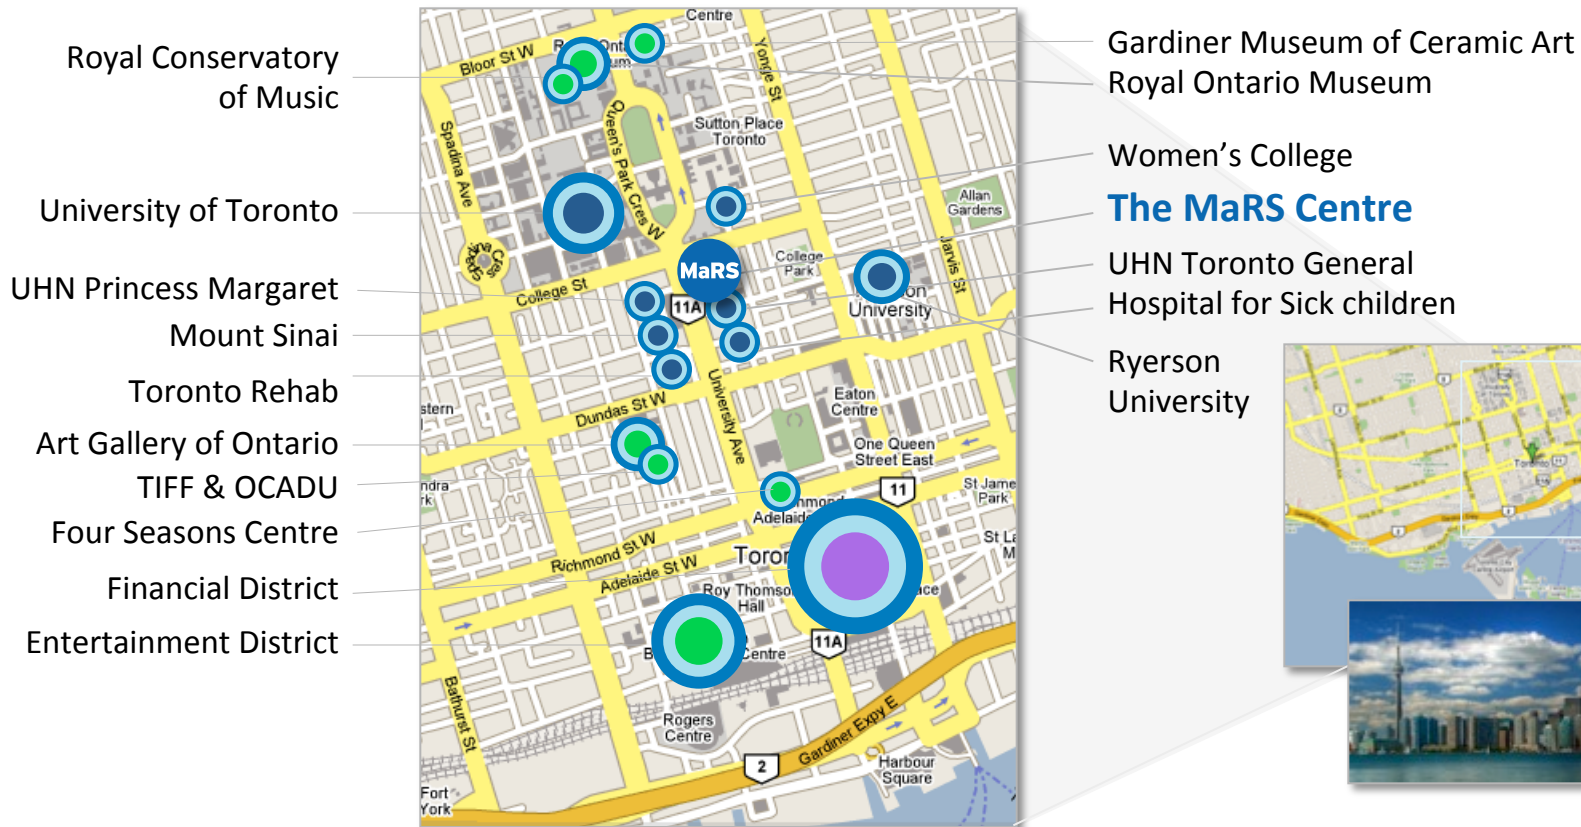 Royal Conservatory
of Music
University of Toronto
UHN Princess Margaret
Mount Sinai
Toronto Rehab
Art Gallery of Ontario
TIFF & OCADU
Four Seasons Centre
Financial District
Entertainment District
Centre
Bloor St W
Yonge St
Sutton Place
Toronto
Queen's Park Cres W
Spadina Ave
Allan
Gardens
College
Park
Jarvis St
MaRS
College St
11A
University
Dundas St W
University Ave
Eaton
Centre
One Queen
Street East
11
St Jame
Park
Adelaide
Richmond St W
Adelaide St W
Roy Thomso
Hall
11A
Centre
Bathurst St
Rogers
Centre
Gardiner Expy E
2
Harbour
Square
Fort
York
Gardiner Museum of Ceramic Art
Royal Ontario Museum
Women's College
The MaRS Centre
UHN Toronto General
Hospital for Sick children
Ryerson
University
Toronto